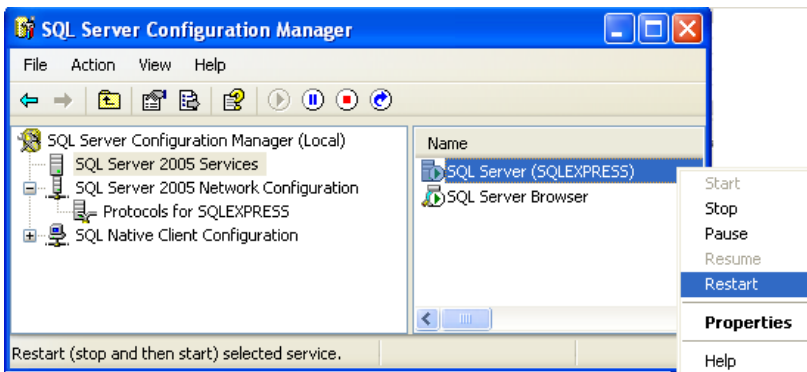 SQL Server Configuration Manager
File Action View Help
SQL Server Configuration Manager (Local)
SQL Server 2005 Services
SQL Server 2005 Network Configuration
Protocols for SQLEXPRESS
SQL Native Client Configuration
Name
SQL Server (SQLEXPRESS)
SQL Server Browser
Start
Stop
Pause
Resume
Restart
Properties
Help
Restart (stop and then start) selected service.